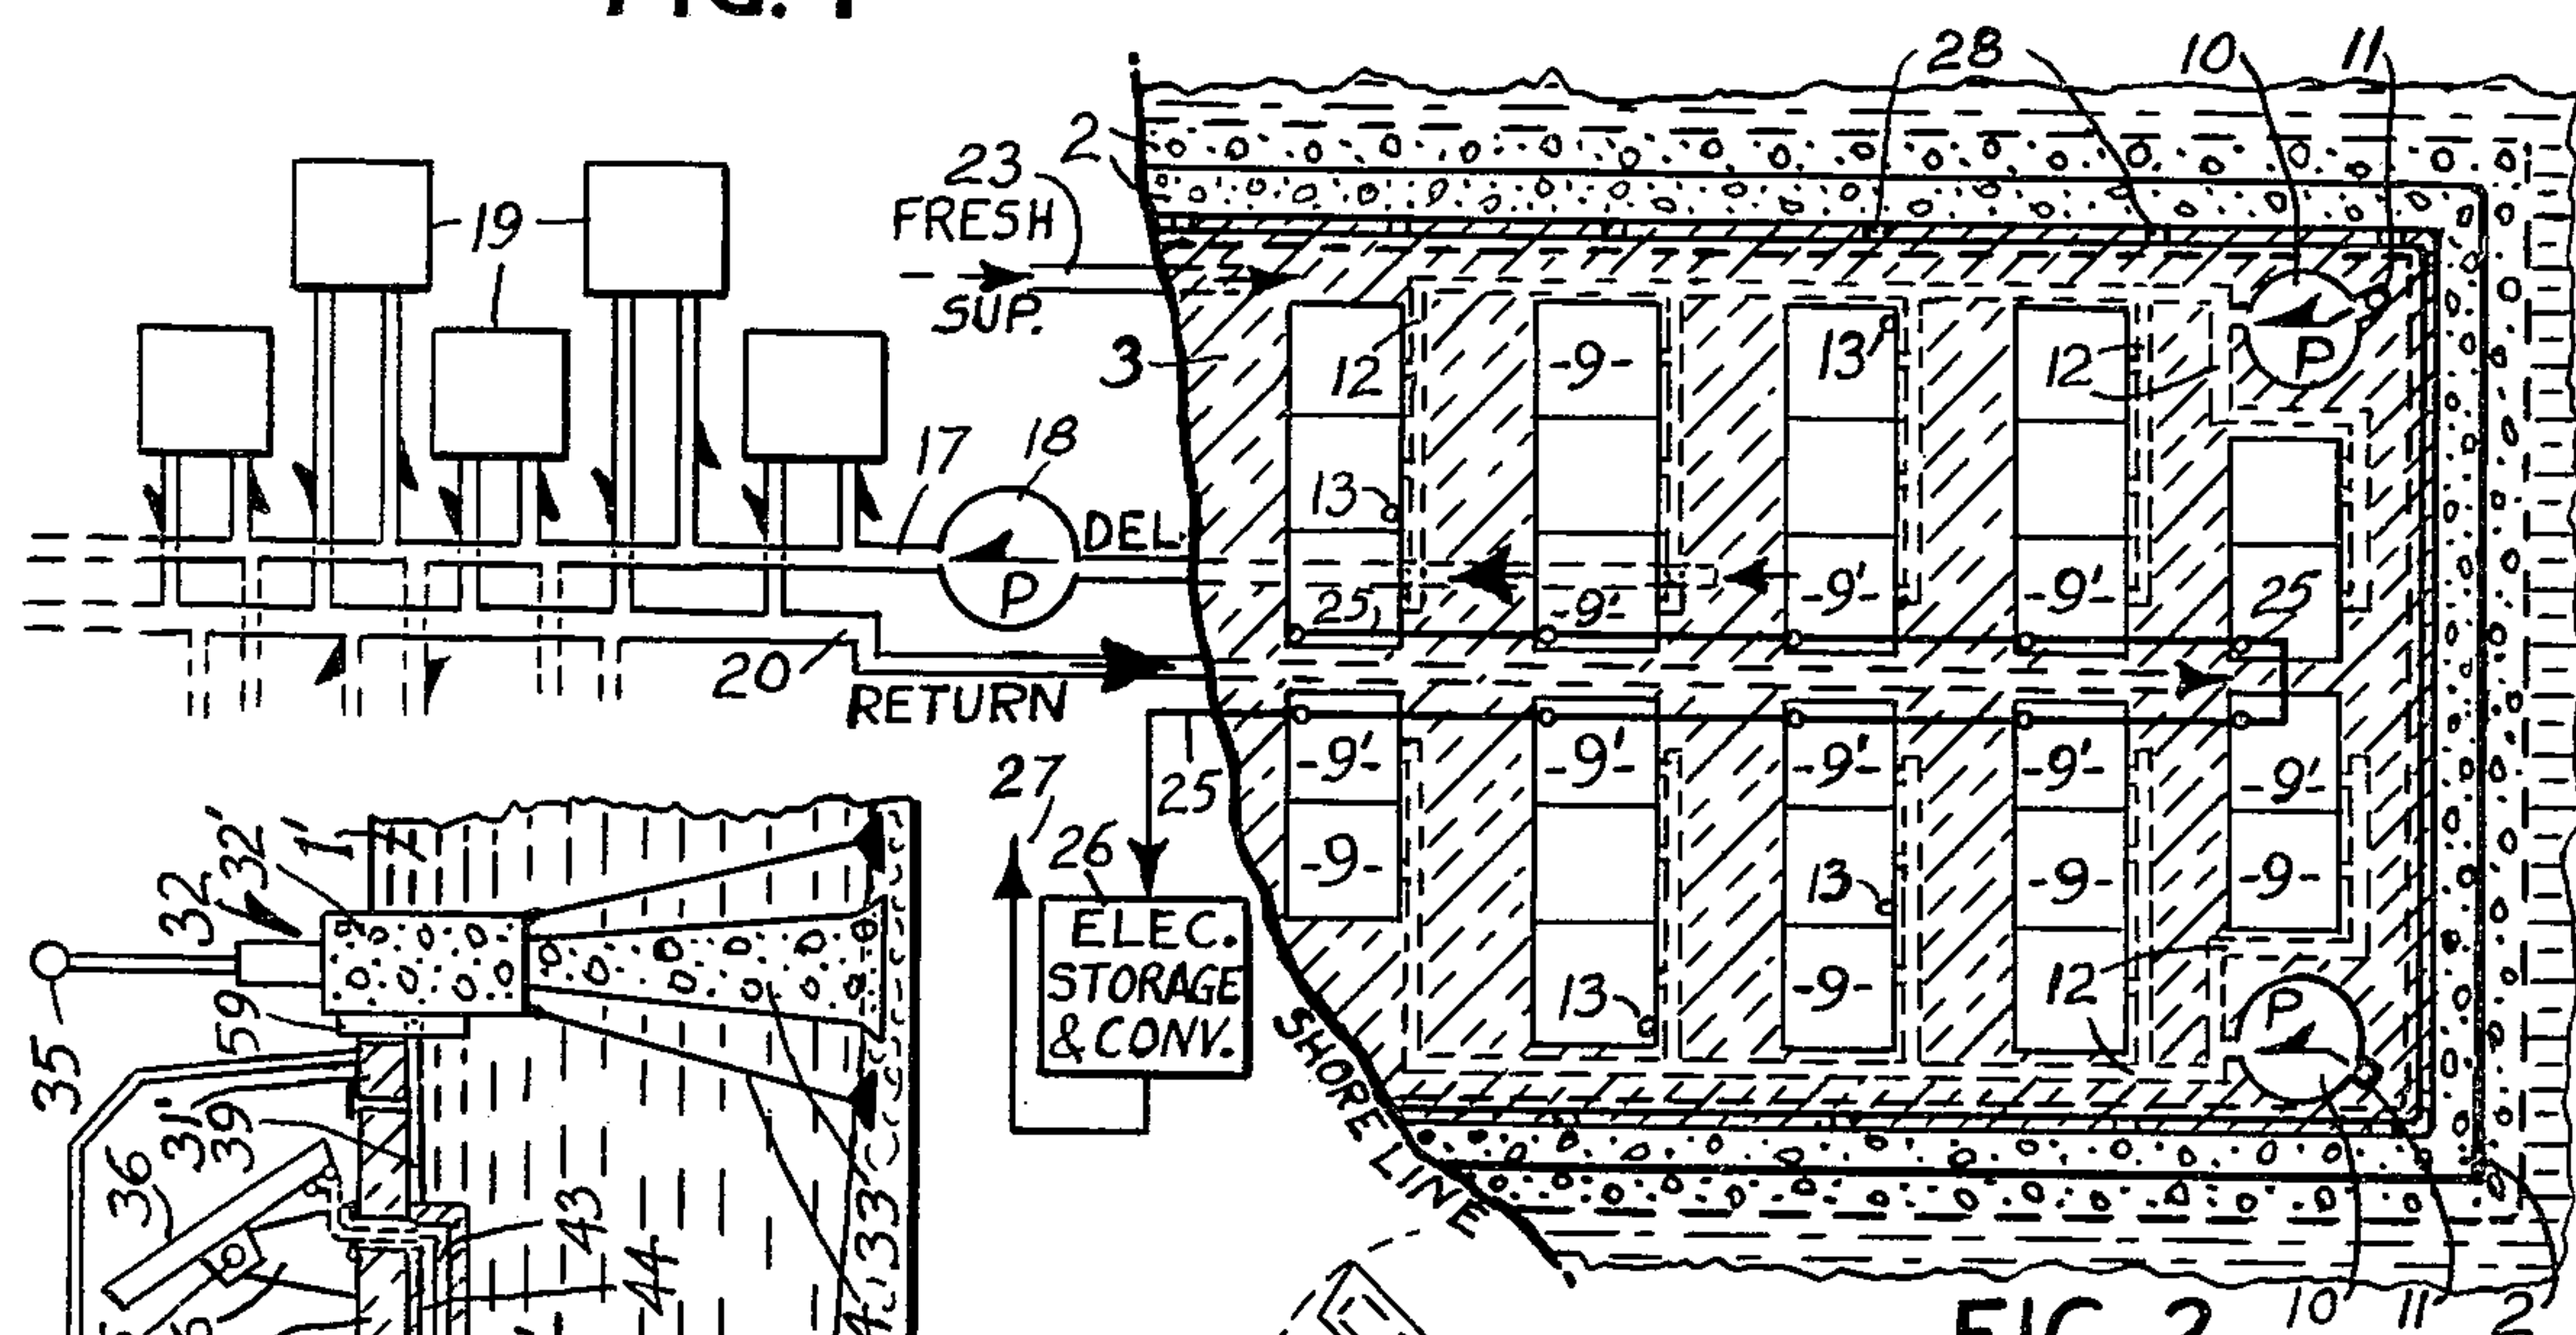 FIG. 1
28 10 11
2
2
23
FRESH
SUP.
19
3
12
-9-
13
12
P
17
18
13
DEL.
P
25
-9'-
-9'-
-9'-
25
20
RETURN
25
27
26
ELEC.
STORAGE
& CONV.
-9'-
-9'-
-9'-
-9'-
-9'-
-9-
13
-9-
-9-
13
-9-
12
P
SHORE LINE
1'
32'
32
35
59
31'
39
36
43
44
33
10 11 2
FIG. 2